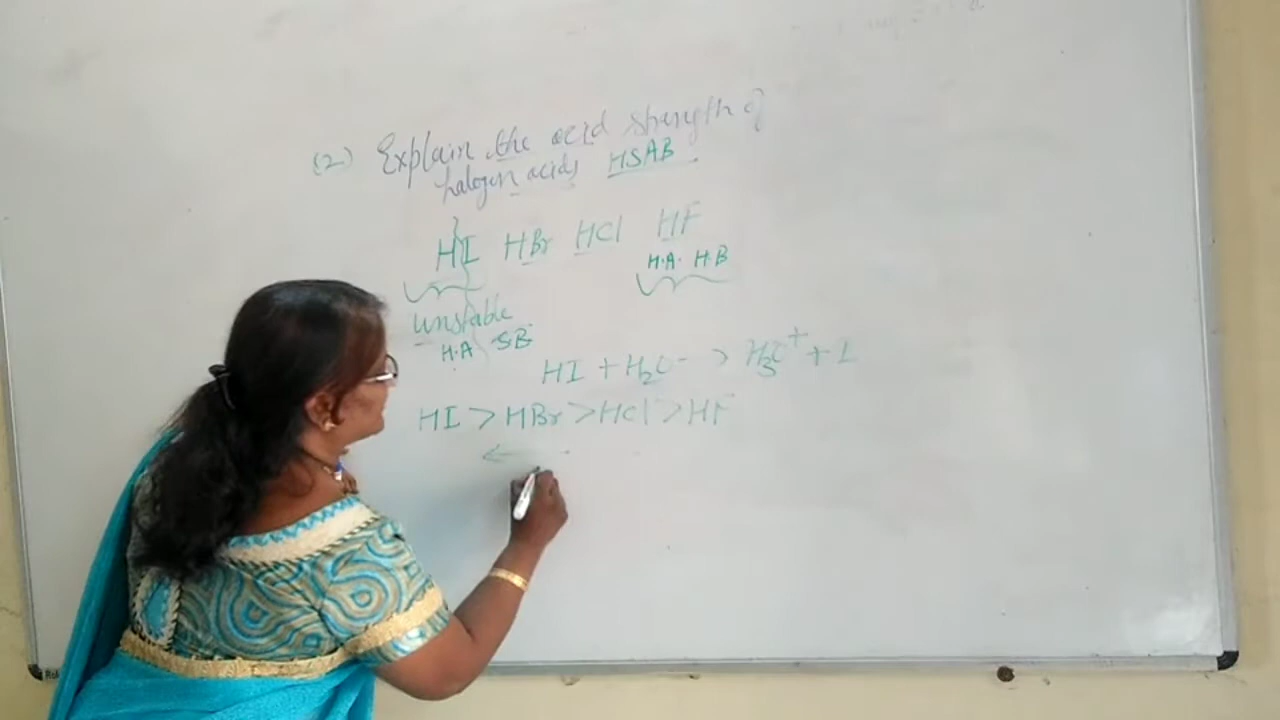 (2) Explain the acid strength of
halogen acids HSAB
HI HBr HCl HF
H.A. H.B
unstable
H.A SB
HI + H2O → H3O+ + I
HI > HBr > HCl > HF
←